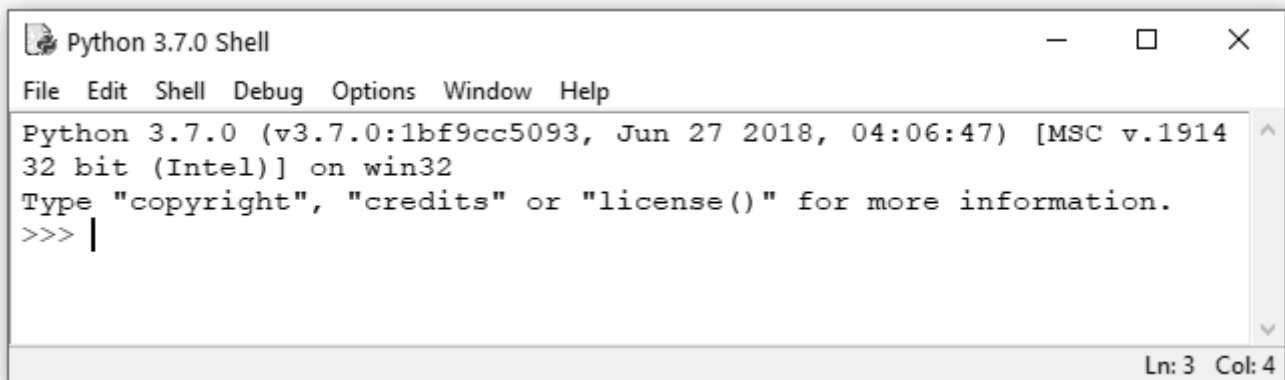 Python 3.7.0 Shell
File Edit Shell Debug Options Window Help
Python 3.7.0 (v3.7.0:1bf9cc5093, Jun 27 2018, 04:06:47) [MSC v.1914
32 bit (Intel)] on win32
Type "copyright", "credits" or "license()" for more information.
>>>
Ln: 3 Col: 4